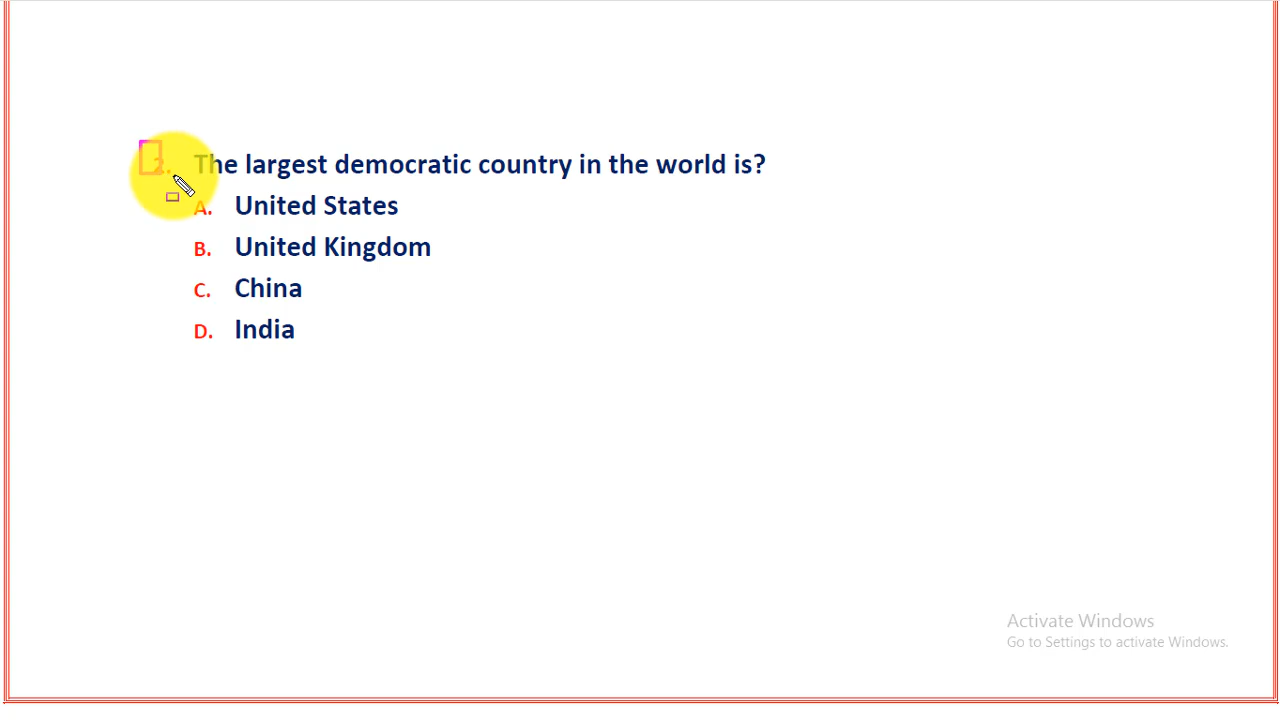 2. The largest democratic country in the world is?
A. United States
B. United Kingdom
C. China
D. India
Activate Windows
Go to Settings to activate Windows.